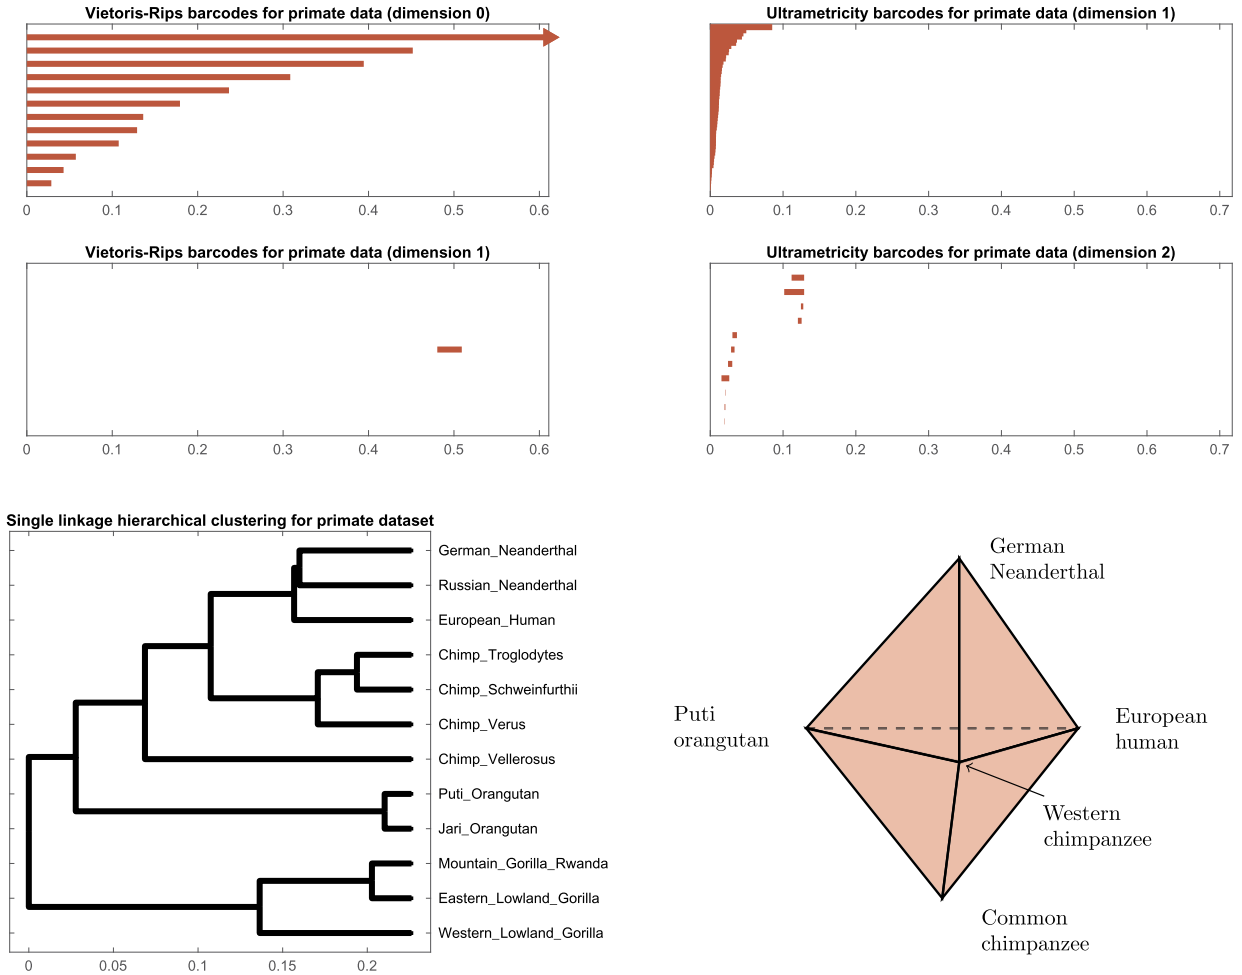 Vietoris-Rips barcodes for primate data (dimension 0)
0 0.1 0.2 0.3 0.4 0.5 0.6
Ultrametricity barcodes for primate data (dimension 1)
0 0.1 0.2 0.3 0.4 0.5 0.6 0.7
Vietoris-Rips barcodes for primate data (dimension 1)
0 0.1 0.2 0.3 0.4 0.5 0.6
Ultrametricity barcodes for primate data (dimension 2)
0 0.1 0.2 0.3 0.4 0.5 0.6 0.7
Single linkage hierarchical clustering for primate dataset
German_Neanderthal
Russian_Neanderthal
European_Human
Chimp_Troglodytes
Chimp_Schweinfurthii
Chimp_Verus
Chimp_Vellerosus
Puti_Orangutan
Jari_Orangutan
Mountain_Gorilla_Rwanda
Eastern_Lowland_Gorilla
Western_Lowland_Gorilla
0 0.05 0.1 0.15 0.2
German
Neanderthal
Puti
orangutan
European
human
Western
chimpanzee
Common
chimpanzee